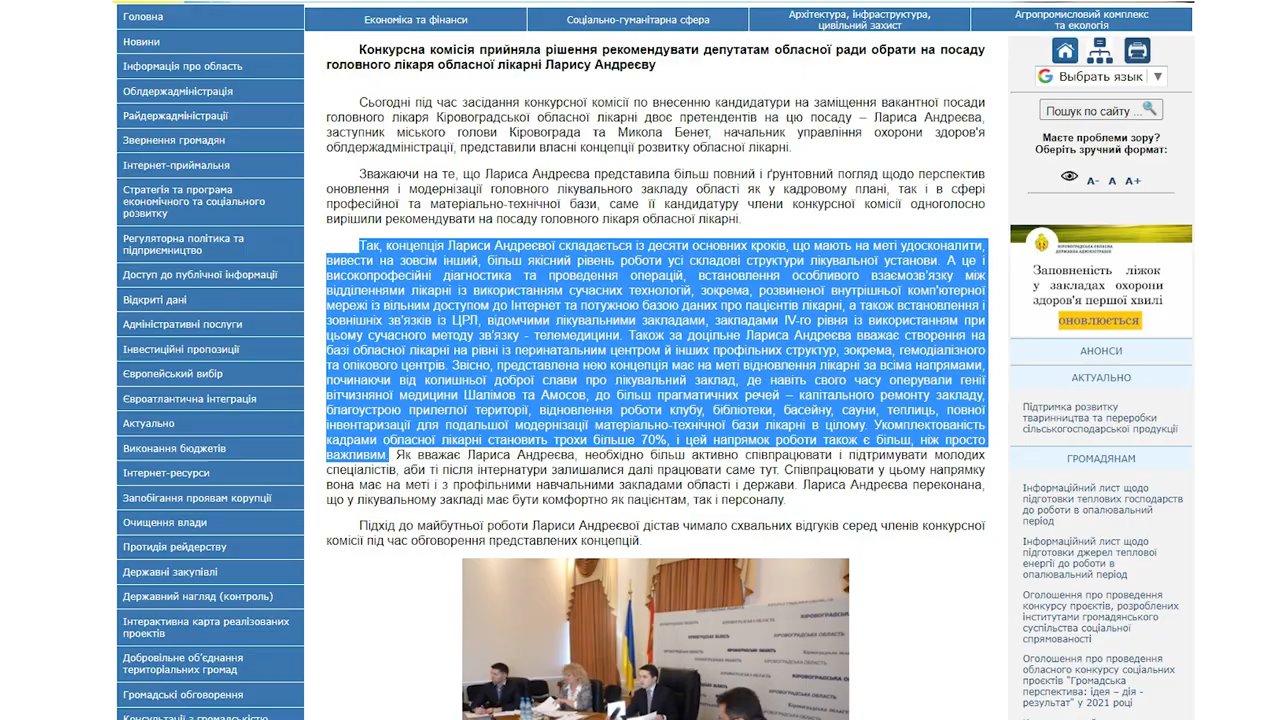 Головна
Новини
Інформація про область
Облдержадміністрація
Райдержадміністрації
Звернення громадян
Інтернет-приймальня
Стратегія та програма
економічного та соціального
розвитку
Регуляторна політика та
підприємництво
Доступ до публічної інформації
Відкриті дані
Адміністративні послуги
Інвестиційні пропозиції
Європейський вибір
Євроатлантична інтеграція
Актуально
Виконання бюджетів
Інтернет-ресурси
Запобігання проявам корупції
Очищення влади
Протидія рейдерству
Державні закупівлі
Державний нагляд (контроль)
Інтерактивна карта реалізованих
проектів
Добровільне об’єднання
територіальних громад
Громадські обговорення
Консультації з громадськістю
Економіка та фінанси
Соціально-гуманітарна сфера
Архітектура, інфраструктура,
цивільний захист
Агропромисловий комплекс
та екологія
Конкурсна комісія прийняла рішення рекомендувати депутатам обласної ради обрати на посаду
головного лікаря обласної лікарні Ларису Андреєву
Сьогодні під час засідання конкурсної комісії по внесенню кандидатури на заміщення вакантної посади
головного лікаря Кіровоградської обласної лікарні двоє претендентів на цю посаду – Лариса Андреєва,
заступник міського голови Кіровограда та Микола Бенет, начальник управління охорони здоров'я
облдержадміністрації, представили власні концепції розвитку обласної лікарні.
Зважаючи на те, що Лариса Андреєва представила більш повний і ґрунтовний погляд щодо перспектив
оновлення і модернізації головного лікувального закладу області як у кадровому плані, так і в сфері
професійної та матеріально-технічної бази, саме її кандидатуру члени конкурсної комісії одноголосно
вирішили рекомендувати на посаду головного лікаря обласної лікарні.
Так, концепція Лариси Андреєвої складається із десяти основних кроків, що мають на меті удосконалити,
вивести на зовсім інший, більш якісний рівень роботи усі складові структури лікувальної установи. А це і
високопрофесійні діагностика та проведення операцій, встановлення особливого взаємозв’язку між
відділеннями лікарні із використанням сучасних технологій, зокрема, розвиненої внутрішньої комп’ютерної
мережі із вільним доступом до Інтернет та потужною базою даних про пацієнтів лікарні, а також встановлення і
зовнішніх зв’язків із ЦРЛ, відомчими лікувальними закладами, закладами IV-го рівня із використанням при
цьому сучасного методу зв’язку - телемедицини. Також за доцільне Лариса Андреєва вважає створення на
базі обласної лікарні на рівні із перинатальним центром й інших профільних структур, зокрема, гемодіалізного
та опікового центрів. Звісно, представлена нею концепція має на меті відновлення лікарні за всіма напрямами,
починаючи від колишньої доброї слави про лікувальний заклад, де навіть свого часу оперували генії
вітчизняної медицини Шалімов та Амосов, до більш прагматичних речей – капітального ремонту закладу,
благоустрою прилеглої території, відновлення роботи клубу, бібліотеки, басейну, сауни, теплиць, повної
інвентаризації для подальшої модернізації матеріально-технічної бази лікарні в цілому. Укомплектованість
кадрами обласної лікарні становить трохи більше 70%, і цей напрямок роботи також є більш, ніж просто
важливим. Як вважає Лариса Андреєва, необхідно більш активно співпрацювати і підтримувати молодих
спеціалістів, аби ті після інтернатури залишалися далі працювати саме тут. Співпрацювати у цьому напрямку
вона має на меті і з профільними навчальними закладами області і держави. Лариса Андреєва переконана,
що у лікувальному закладі має бути комфортно як пацієнтам, так і персоналу.
Підхід до майбутньої роботи Лариси Андреєвої дістав чимало схвальних відгуків серед членів конкурсної
комісії під час обговорення представлених концепцій.
КІРОВОГРАДСЬКА ОБЛАСТЬ
Выбрать язык
Пошук по сайту ...
Маєте проблеми зору?
Оберіть зручний формат:
A- A A+
КІРОВОГРАДСЬКА ОБЛАСНА
ДЕРЖАВНА АДМІНІСТРАЦІЯ
Заповненість ліжок
у закладах охорони
здоров'я першої хвилі
оновлюється
АНОНСИ
АКТУАЛЬНО
Підтримка розвитку
тваринництва та переробки
сільськогосподарської продукції
ГРОМАДЯНАМ
Інформаційний лист щодо
підготовки теплових господарств
до роботи в опалювальний
період
Інформаційний лист щодо
підготовки джерел теплової
енергії до роботи в
опалювальний період
Оголошення про проведення
конкурсу проєктів, розроблених
інститутами громадянського
суспільства соціальної
спрямованості
Оголошення про проведення
обласного конкурсу соціальних
проєктів "Громадська
перспектива: ідея – дія -
результат" у 2021 році